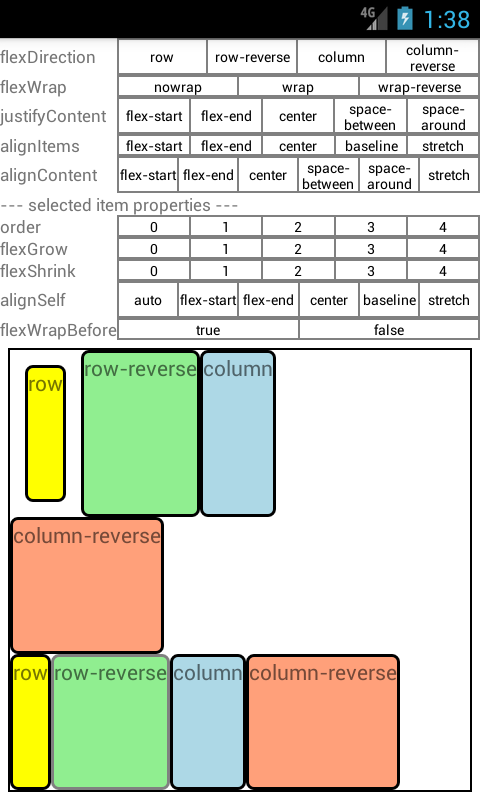 4G 1:38
flexDirection row row-reverse column column-
reverse
flexWrap nowrap wrap wrap-reverse
justifyContent flex-start flex-end center space-
between space-
around
alignItems flex-start flex-end center baseline stretch
alignContent flex-start flex-end center space-
between space-
around stretch
--- selected item properties ---
order 0 1 2 3 4
flexGrow 0 1 2 3 4
flexShrink 0 1 2 3 4
alignSelf auto flex-start flex-end center baseline stretch
flexWrapBefore true false
row row-reverse column
column-reverse
row row-reverse column column-reverse